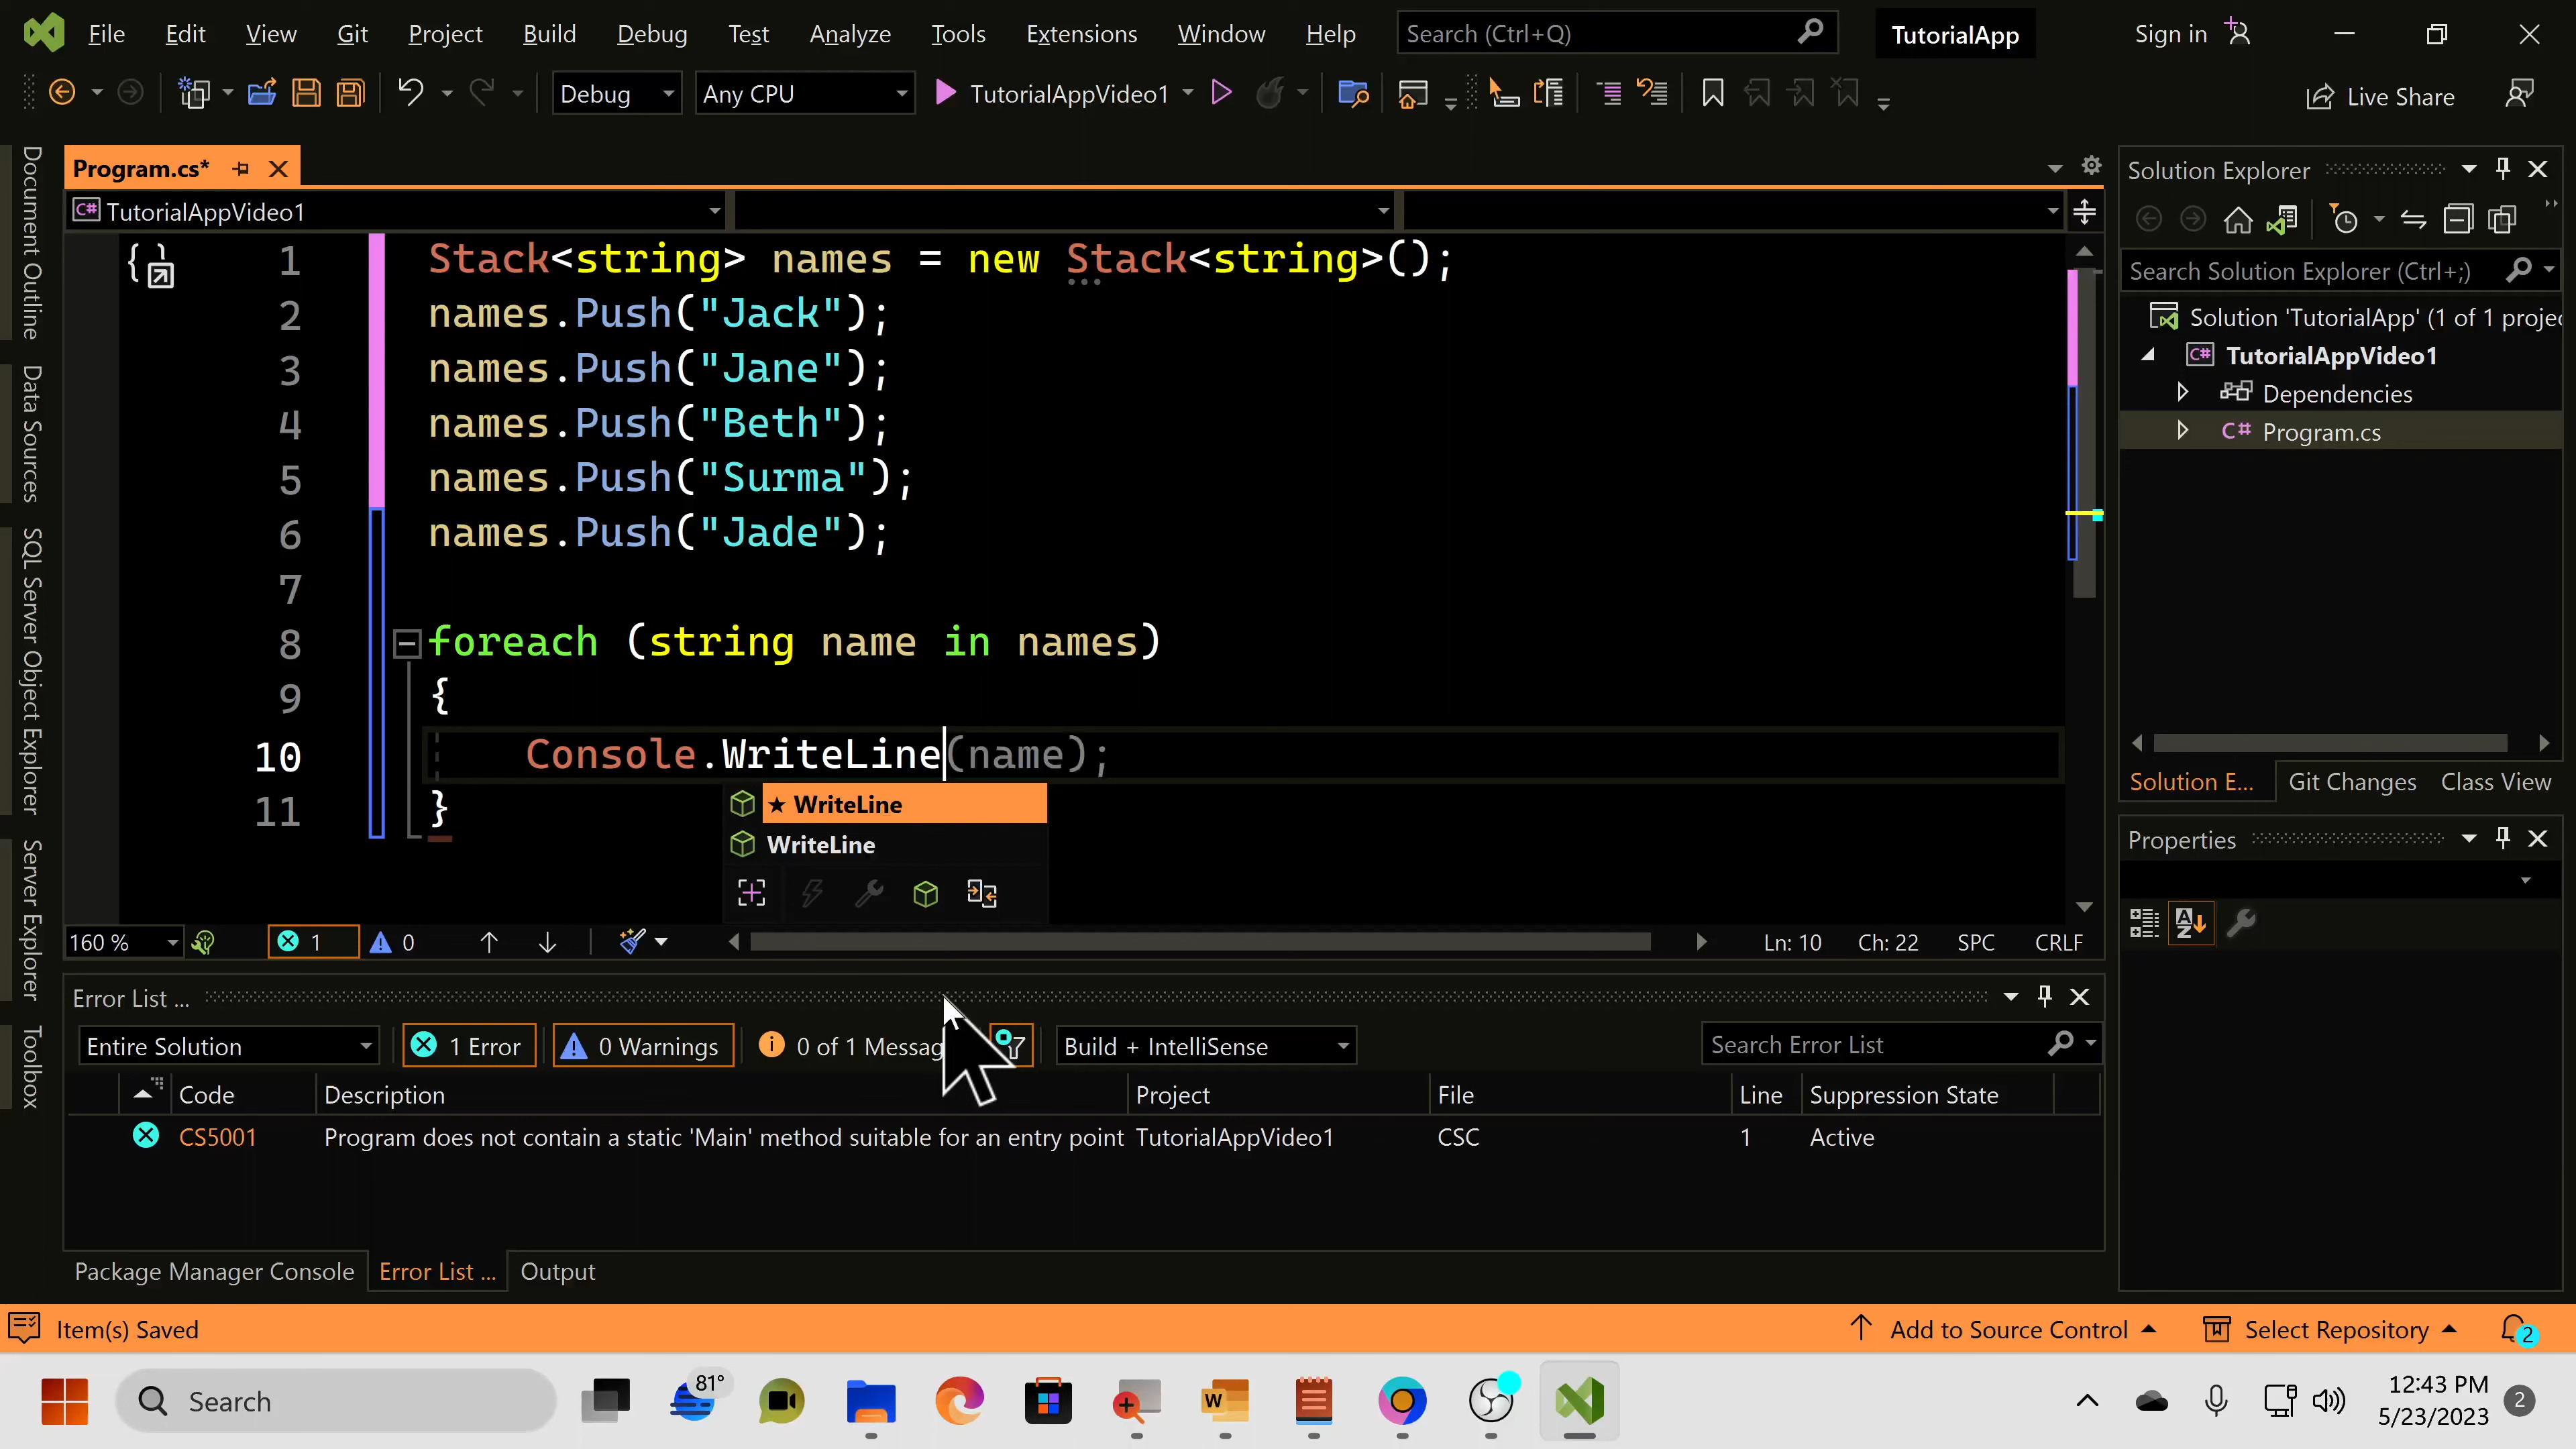 File Edit View Git Project Build Debug Test Analyze Tools Extensions Window Help Search (Ctrl+Q) TutorialApp Sign in
Debug Any CPU TutorialAppVideo1 Live Share
Document Outline
Data Sources
SQL Server Object Explorer
Server Explorer
Toolbox
Program.cs*
C# TutorialAppVideo1
1 Stack<string> names = new Stack<string>();
2 names.Push("Jack");
3 names.Push("Jane");
4 names.Push("Beth");
5 names.Push("Surma");
6 names.Push("Jade");
7
8 foreach (string name in names)
9 {
10 Console.WriteLine(name);
11 }
★ WriteLine
WriteLine
160 % 1 0 Ln: 10 Ch: 22 SPC CRLF
Solution Explorer
Search Solution Explorer (Ctrl+;)
Solution 'TutorialApp' (1 of 1 projec
C# TutorialAppVideo1
Dependencies
C# Program.cs
Solution E... Git Changes Class View
Properties
Error List ...
Entire Solution 1 Error 0 Warnings 0 of 1 Messag Build + IntelliSense Search Error List
Code Description Project File Line Suppression State
CS5001 Program does not contain a static 'Main' method suitable for an entry point TutorialAppVideo1 CSC 1 Active
Package Manager Console Error List ... Output
Item(s) Saved Add to Source Control Select Repository 2
Search 81° W 12:43 PM
5/23/2023 2